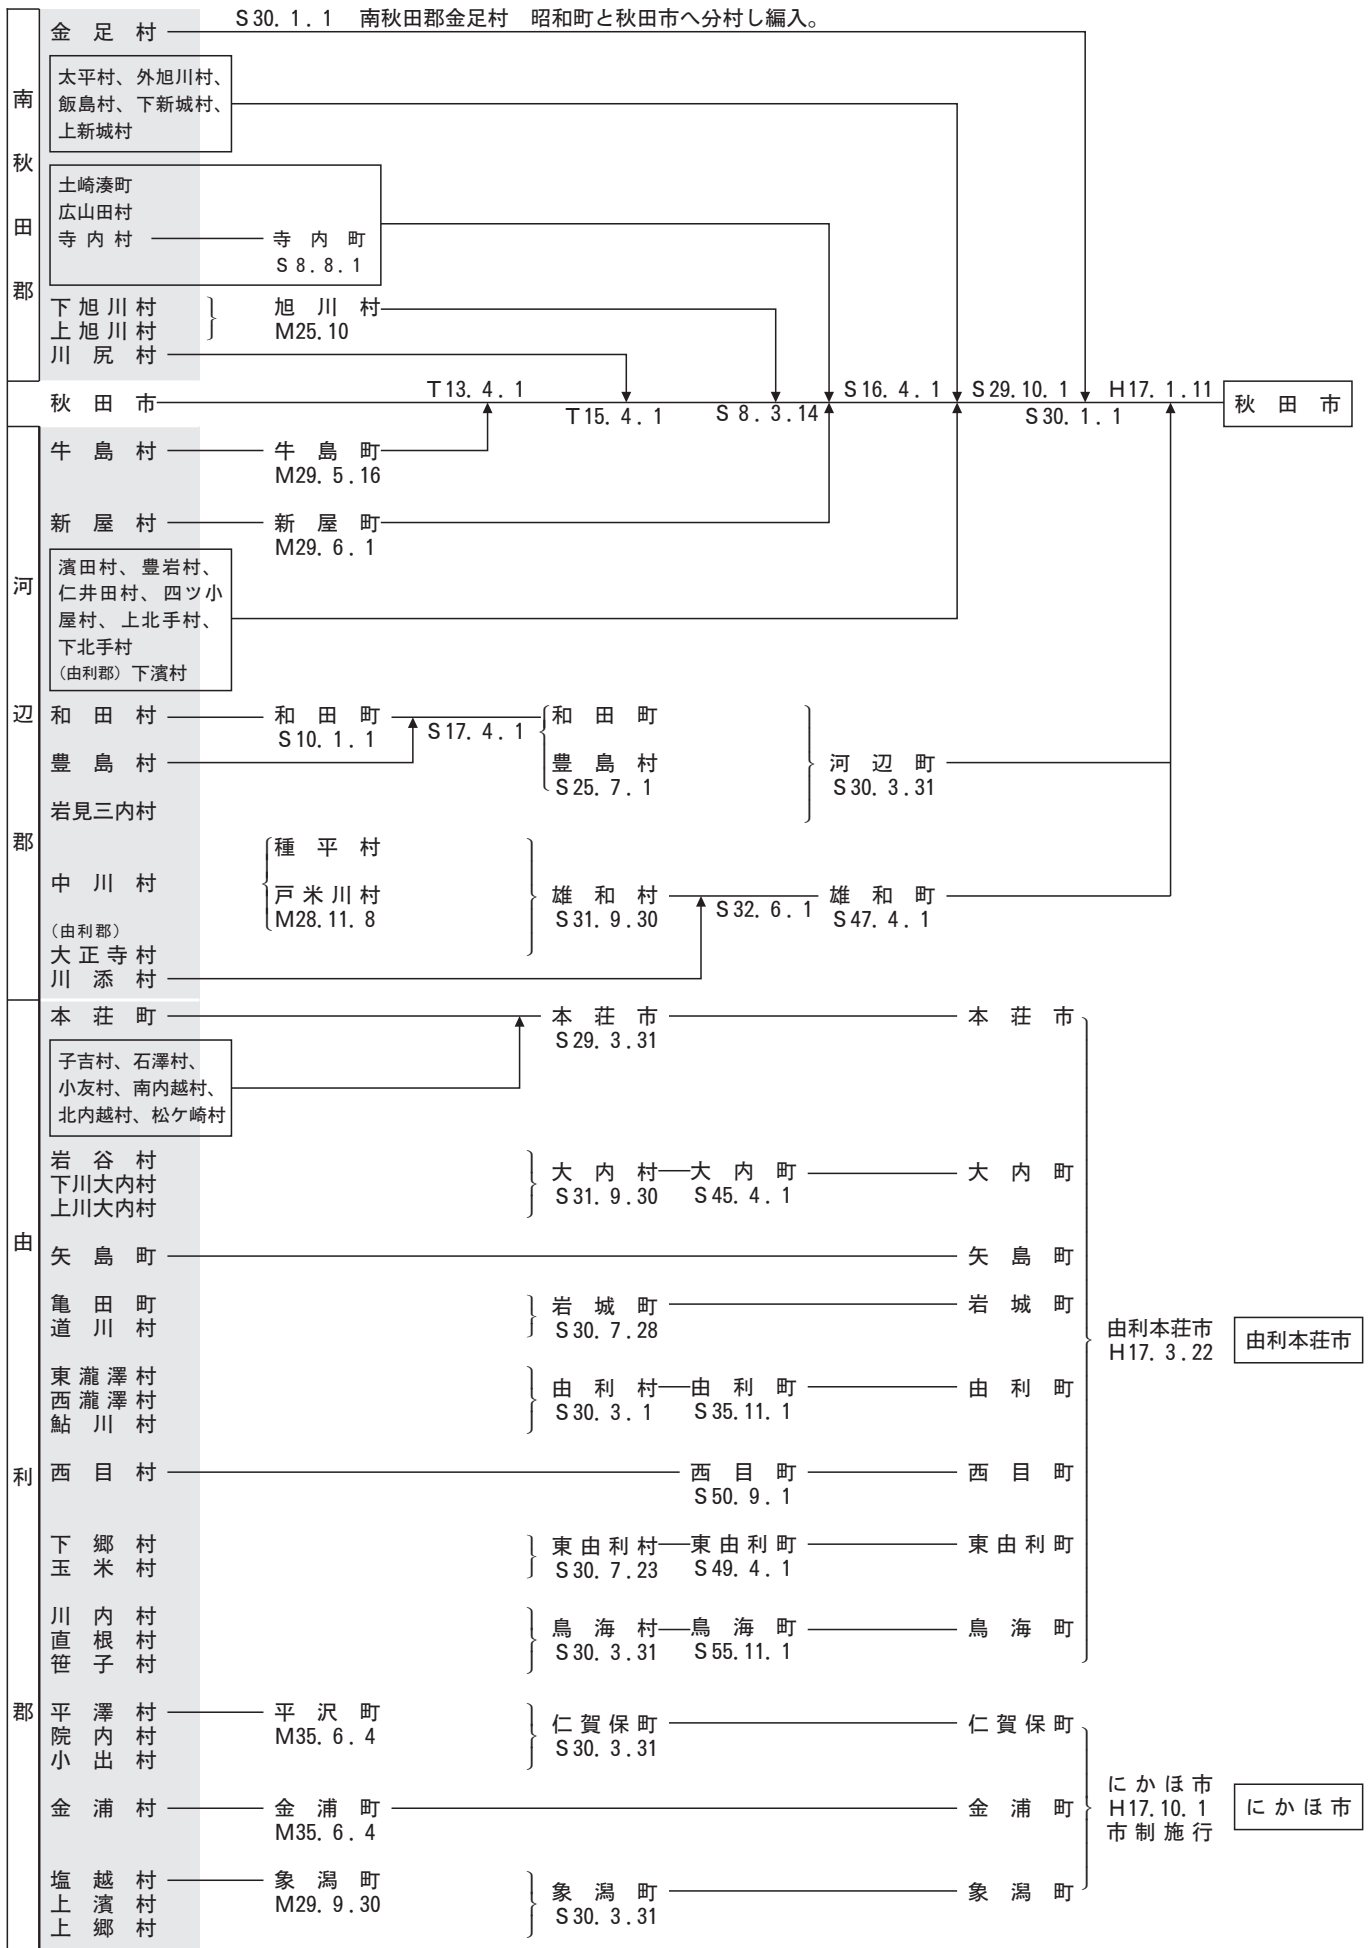 S30. 1. 1 南秋田郡金足村 昭和町と秋田市へ分村し編入。
南秋田郡
金足村
太平村、外旭川村、
飯島村、下新城村、
上新城村
土崎湊町
広山田村
寺内村 寺内町
S8. 8. 1
下旭川村 旭川村
上旭川村 M25. 10
川尻村
T13. 4. 1 S16. 4. 1 S29. 10. 1 H17. 1. 11
秋田市 秋田市
T15. 4. 1 S8. 3. 14 S30. 1. 1
河辺郡
牛島村 牛島町
M29. 5. 16
新屋村 新屋町
M29. 6. 1
濱田村、豊岩村、
仁井田村、四ツ小
屋村、上北手村、
下北手村
(由利郡)下濱村
和田村 和田町 S17. 4. 1 和田町
S10. 1. 1
豊島村 豊島村 河辺町
S25. 7. 1 S30. 3. 31
岩見三内村
種平村
中川村
戸米川村 雄和村 S32. 6. 1 雄和町
M28. 11. 8 S31. 9. 30 S47. 4. 1
(由利郡)
大正寺村
川添村
由利郡
本荘町 本荘市 本荘市
S29. 3. 31
子吉村、石澤村、
小友村、南内越村、
北内越村、松ケ崎村
岩谷村 大内村 大内町 大内町
下川大内村 S31. 9. 30 S45. 4. 1
上川大内村
矢島町 矢島町
亀田町 岩城町 岩城町
道川村 S30. 7. 28
由利本荘市 由利本荘市
H17. 3. 22
東瀧澤村 由利村 由利町 由利町
西瀧澤村 S30. 3. 1 S35. 11. 1
鮎川村
西目村 西目町 西目町
S50. 9. 1
下郷村 東由利村 東由利町 東由利町
玉米村 S30. 7. 23 S49. 4. 1
川内村 鳥海村 鳥海町 鳥海町
直根村 S30. 3. 31 S55. 11. 1
笹子村
平澤村 平沢町 仁賀保町 仁賀保町
院内村 M35. 6. 4 S30. 3. 31
小出村
にかほ市 にかほ市
H17. 10. 1
市制施行
金浦村 金浦町 金浦町
M35. 6. 4
塩越村 象潟町 象潟町 象潟町
上濱村 M29. 9. 30 S30. 3. 31
上郷村